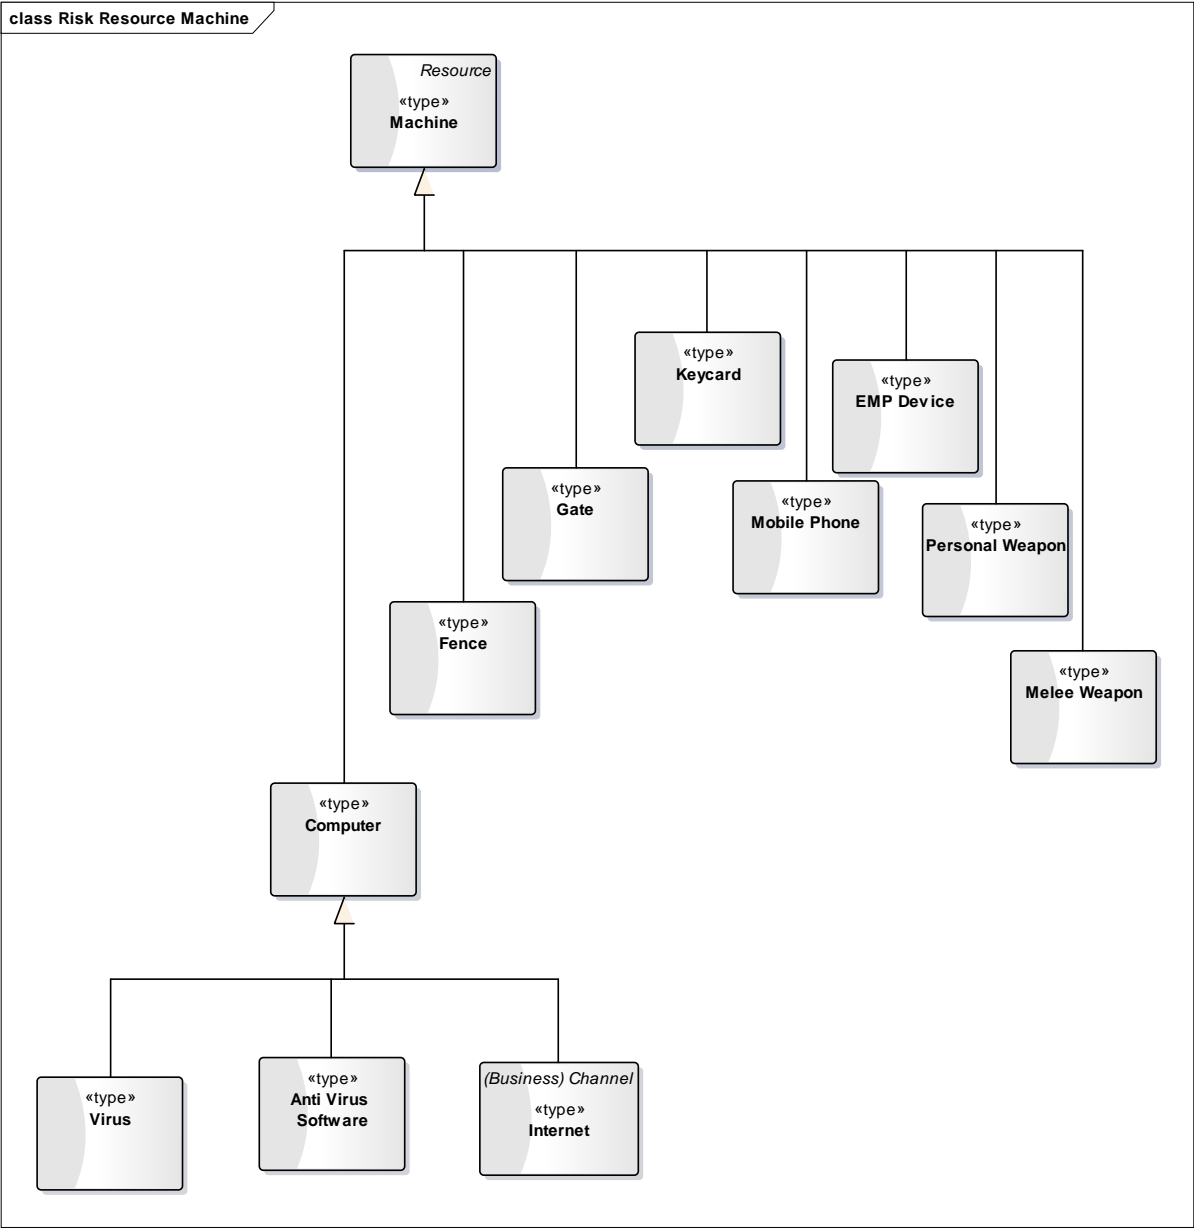 class Risk Resource Machine
Resource
«type»
Machine
«type»
Keycard
«type»
EMP Device
«type»
Gate
«type»
Mobile Phone
«type»
Personal Weapon
«type»
Fence
«type»
Melee Weapon
«type»
Computer
«type»
Virus
«type»
Anti Virus
Software
(Business) Channel
«type»
Internet